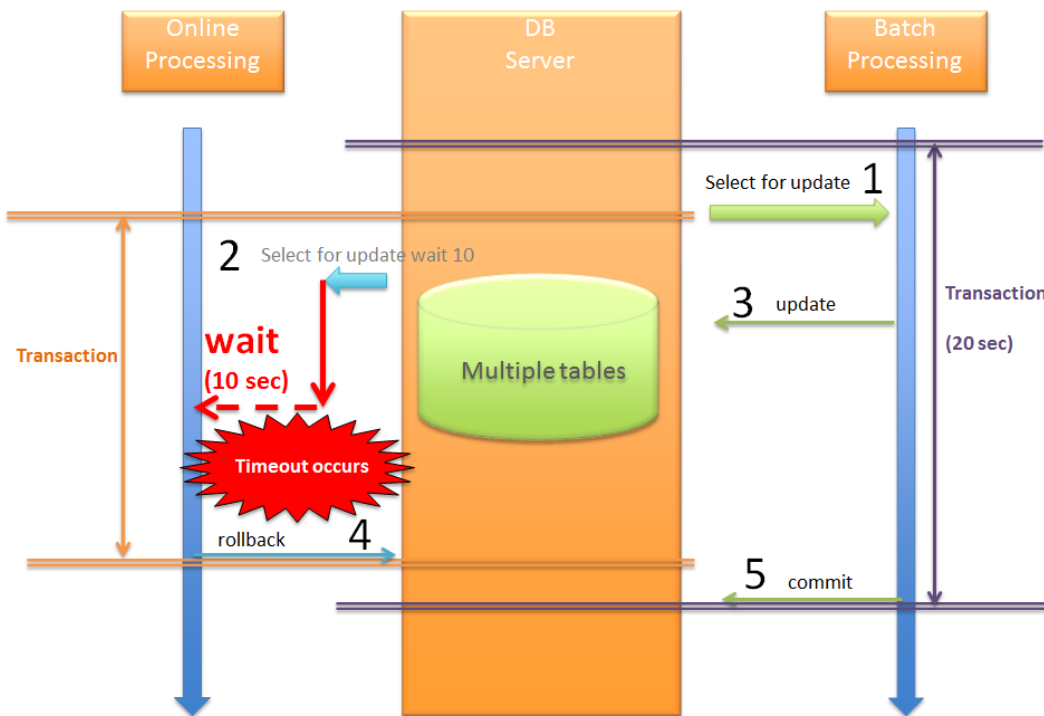 Online
Processing
DB
Server
Batch
Processing
Select for update 1
2 Select for update wait 10
3 update
Transaction
(20 sec)
Transaction
wait
(10 sec)
Multiple tables
Timeout occurs
rollback 4
5 commit